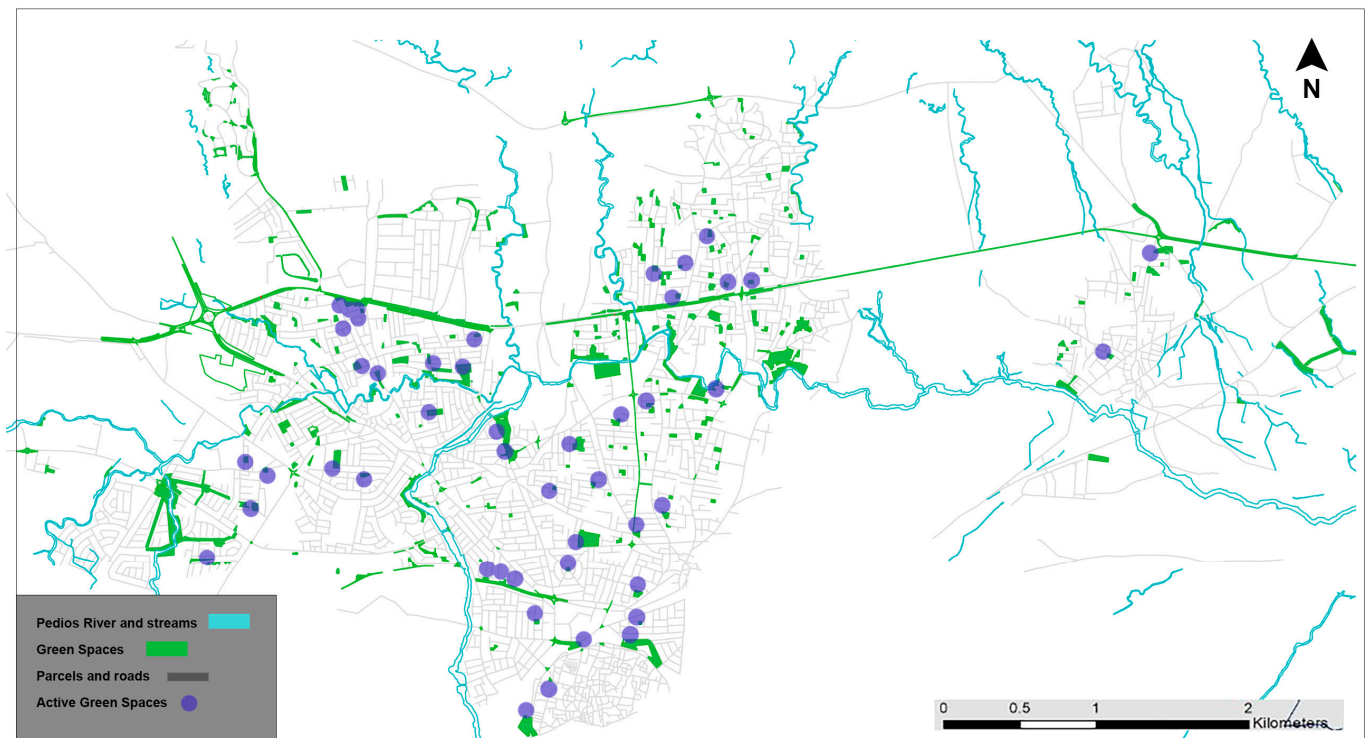 N
Pedios River and streams
Green Spaces
Parcels and roads
Active Green Spaces
0 0.5 1 2
Kilometers